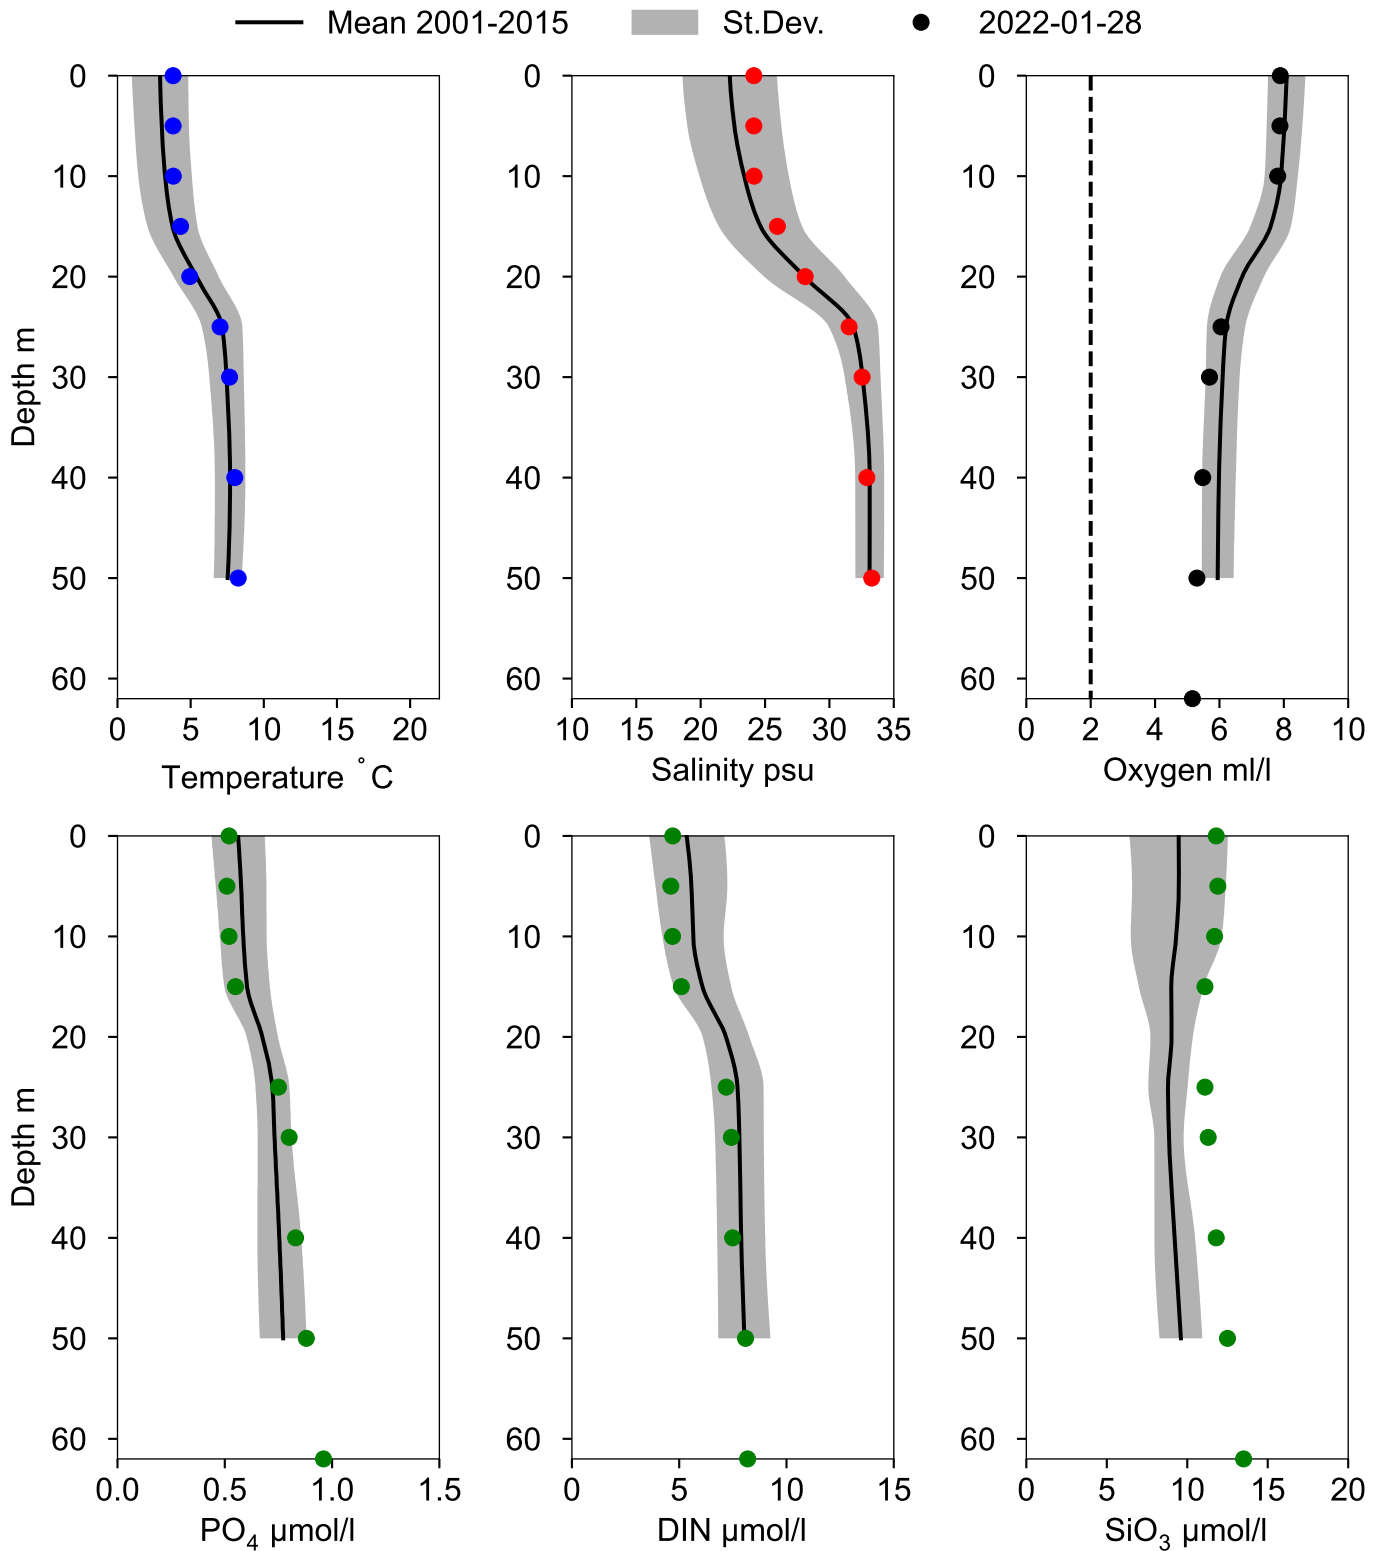 Mean 2001-2015 St.Dev. 2022-01-28
0 0 0
10 10 10
20 20 20
30 30 30
40 40 40
50 50 50
60 60 60
Depth m
0 5 10 15 20 10 15 20 25 30 35 0 2 4 6 8 10
Temperature °C Salinity psu Oxygen ml/l
0 0 0
10 10 10
20 20 20
30 30 30
40 40 40
50 50 50
60 60 60
Depth m
0.0 0.5 1.0 1.5 0 5 10 15 0 5 10 15 20
PO₄ µmol/l DIN µmol/l SiO₃ µmol/l